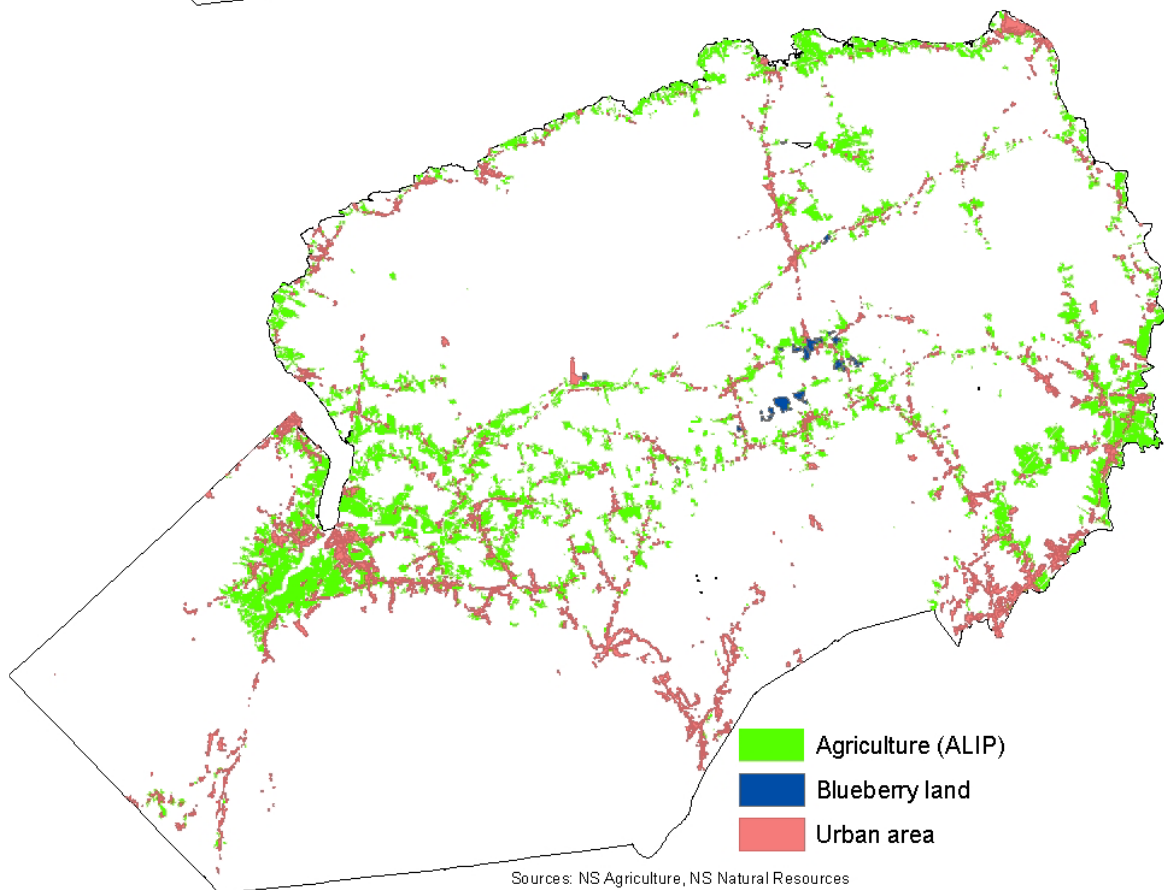 Agriculture (ALIP)
Blueberry land
Urban area
Sources: NS Agriculture, NS Natural Resources